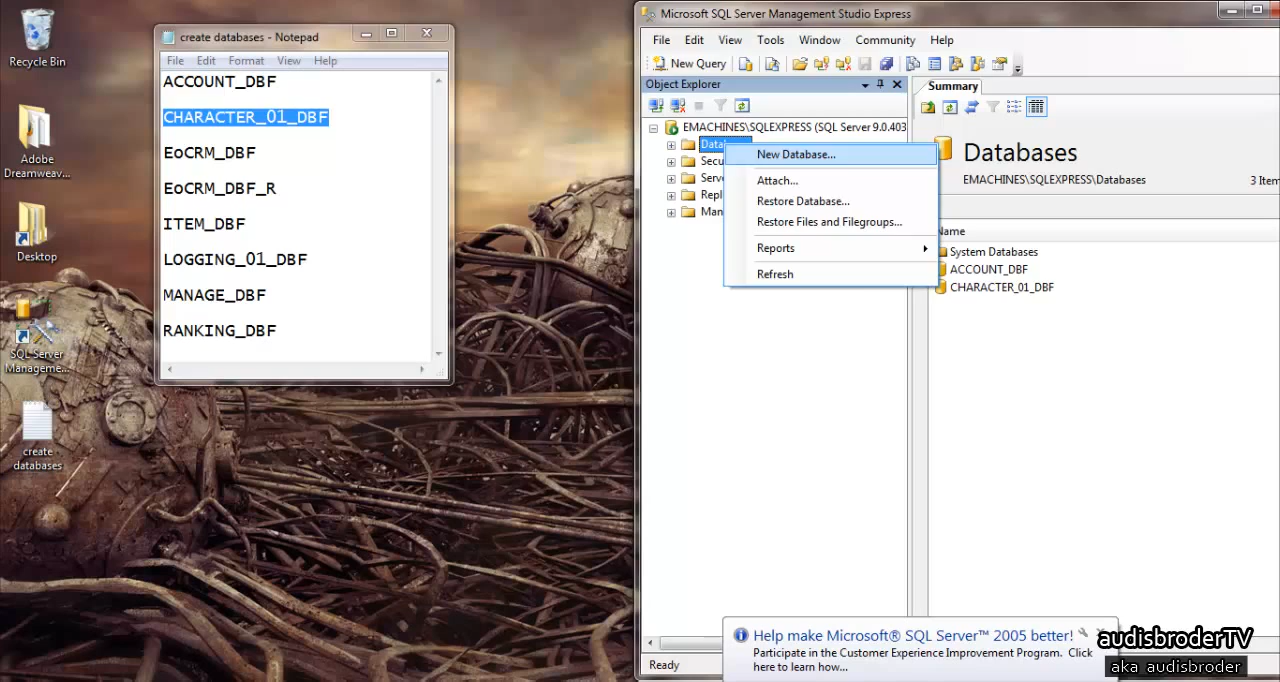 Recycle Bin
Adobe
Dreamweav...
Desktop
SQL Server
Manageme...
create
databases
create databases - Notepad
File Edit Format View Help
ACCOUNT_DBF
CHARACTER_01_DBF
EoCRM_DBF
EoCRM_DBF_R
ITEM_DBF
LOGGING_01_DBF
MANAGE_DBF
RANKING_DBF
Microsoft SQL Server Management Studio Express
File Edit View Tools Window Community Help
New Query
Object Explorer
EMACHINES\SQLEXPRESS (SQL Server 9.0.403
Data
Secu
Serve
Repl
Man
New Database...
Attach...
Restore Database...
Restore Files and Filegroups...
Reports
Refresh
Summary
Databases
EMACHINES\SQLEXPRESS\Databases
3 Item
Name
System Databases
ACCOUNT_DBF
CHARACTER_01_DBF
Help make Microsoft® SQL Server™ 2005 better!
Participate in the Customer Experience Improvement Program. Click
here to learn how...
Ready
audisbroderTV
aka audisbroder